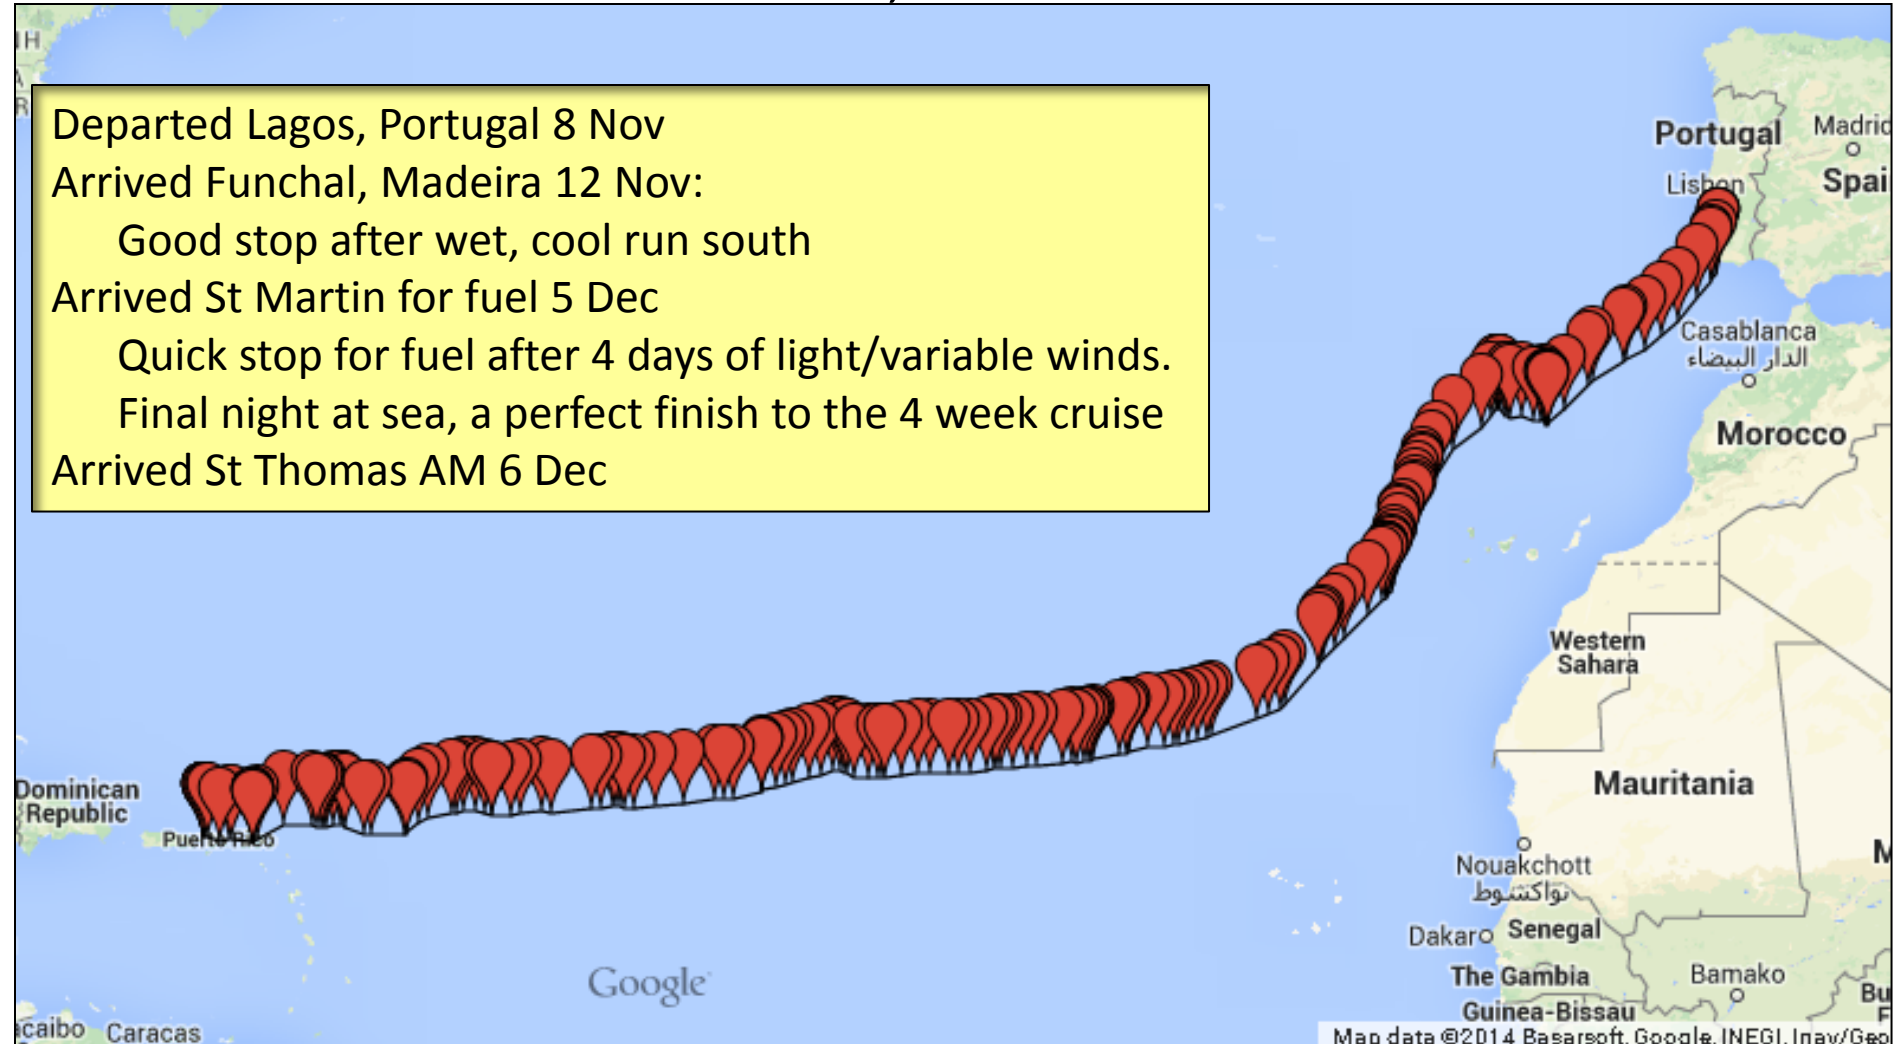 Departed Lagos, Portugal 8 Nov
Arrived Funchal, Madeira 12 Nov:
Good stop after wet, cool run south
Arrived St Martin for fuel 5 Dec
Quick stop for fuel after 4 days of light/variable winds.
Final night at sea, a perfect finish to the 4 week cruise
Arrived St Thomas AM 6 Dec
NH
Portugal
Madrid
Lisbon
Spai
Casablanca
الدار البيضاء
Morocco
Western
Sahara
Mauritania
Dominican
Republic
Puerto Rico
Nouakchott
نواكشوط
Dakar
Senegal
The Gambia
Bamako
Guinea-Bissau
Bu
F
M
Google
acaibo
Caracas
Map data ©2014 Basarsoft, Google, INEGI, Inav/Geo